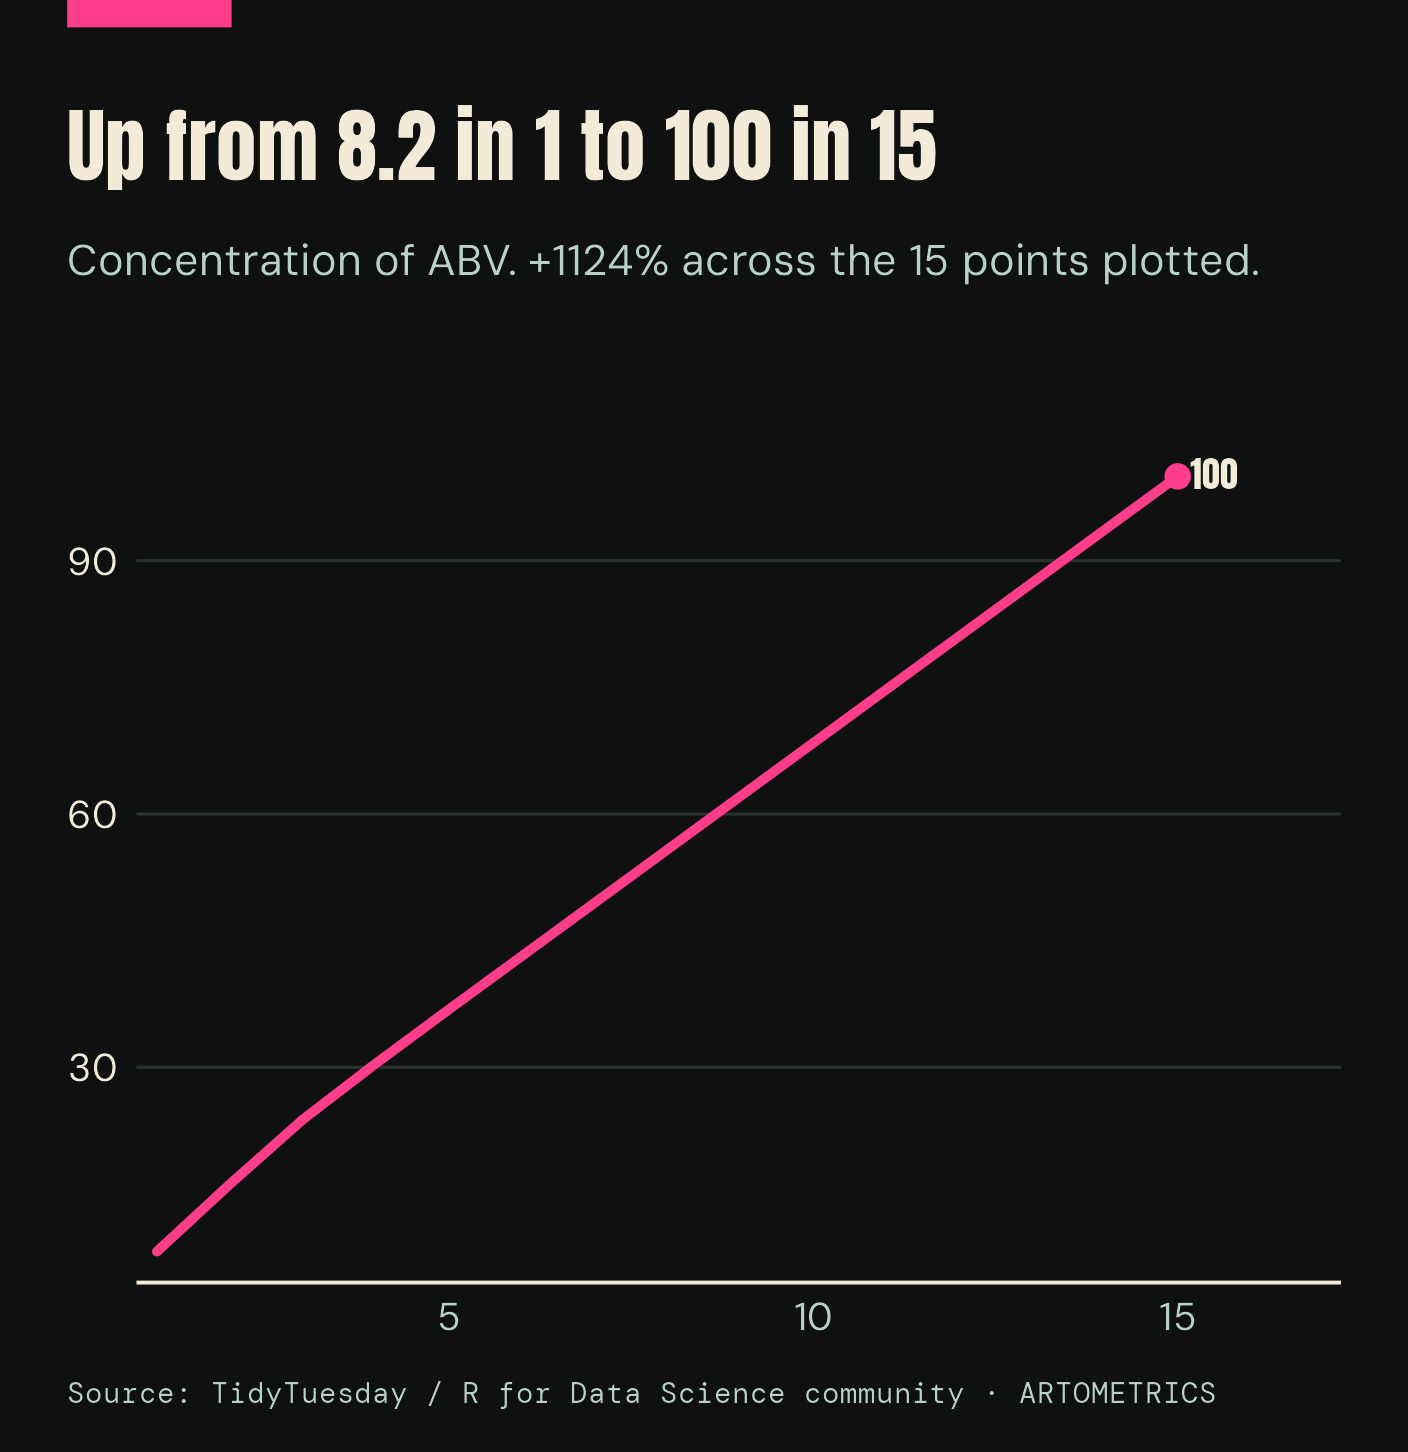 Up from 8.2 in 1 to 100 in 15
Concentration of ABV. +1124% across the 15 points plotted.
100
90
60
30
5 10 15
Source: TidyTuesday / R for Data Science community · ARTOMETRICS